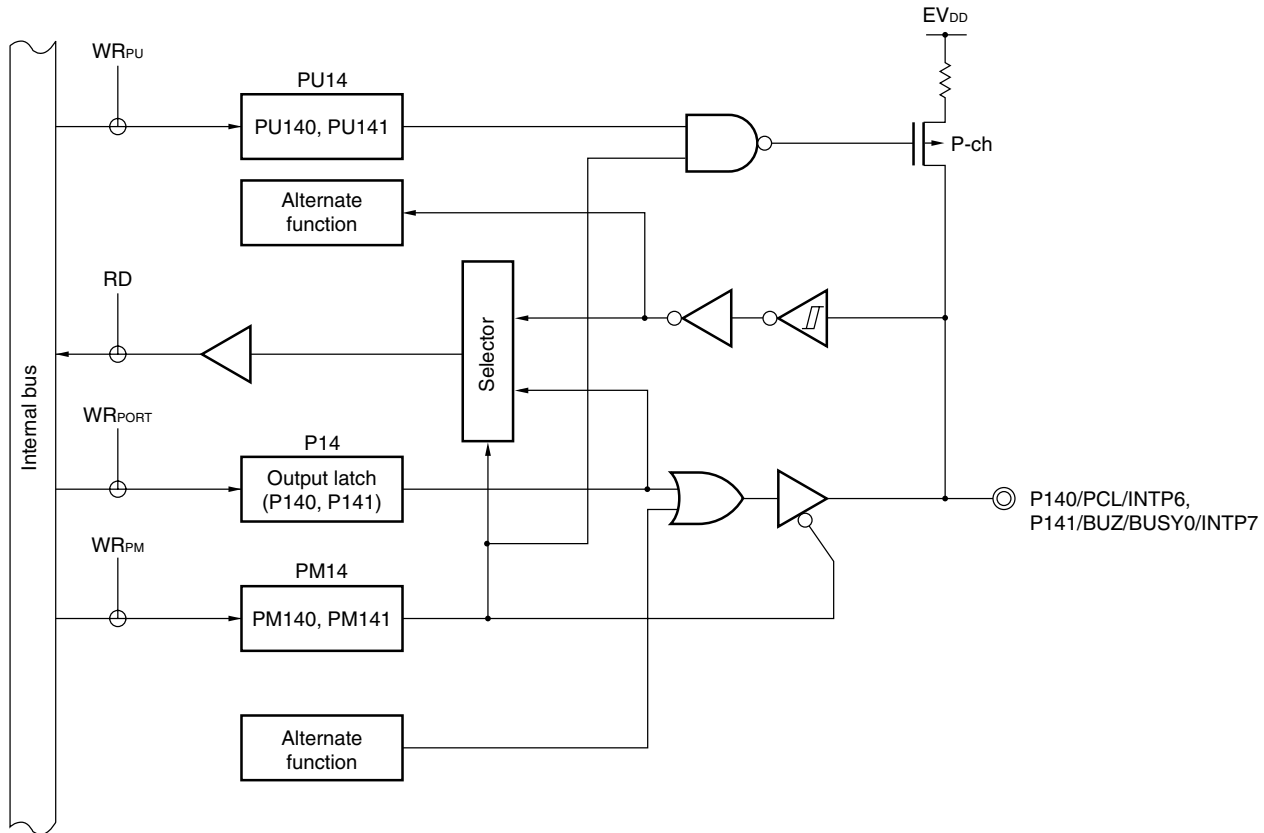 EVDD
WRPU
PU14
PU140, PU141
P-ch
Alternate
function
RD
Selector
Internal bus
WRPORT
P14
Output latch
(P140, P141)
P140/PCL/INTP6,
P141/BUZ/BUSY0/INTP7
WRPM
PM14
PM140, PM141
Alternate
function